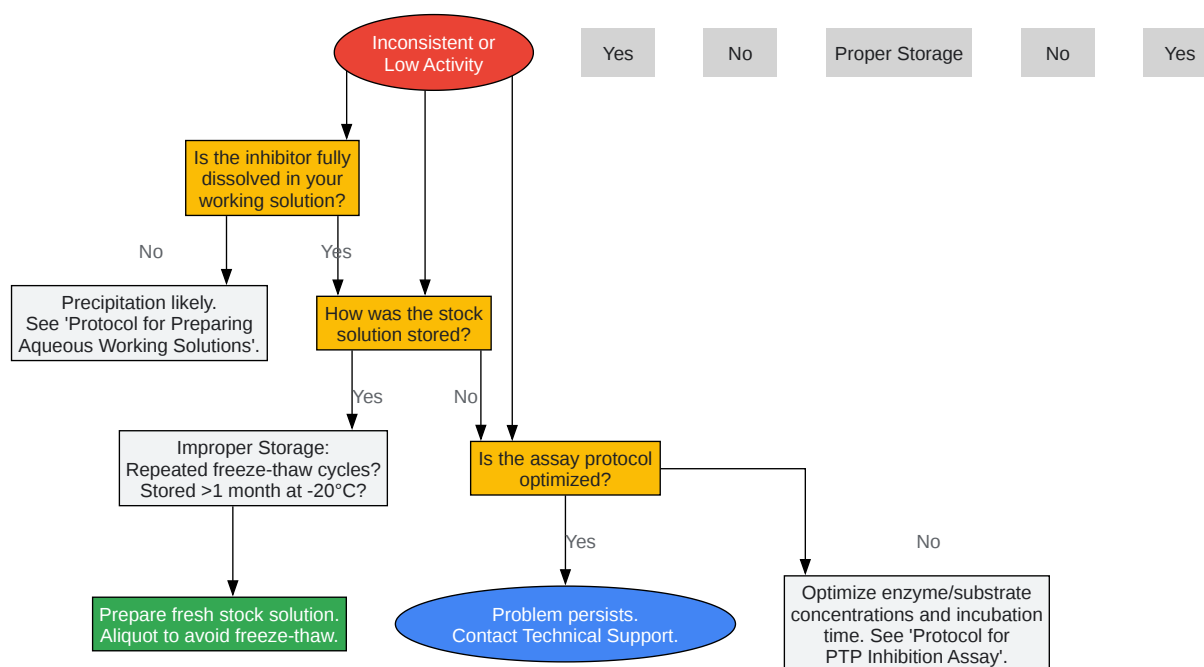 Inconsistent or
Low Activity
Yes
No
Proper Storage
No
Yes
Is the inhibitor fully
dissolved in your
working solution?
No
Yes
Precipitation likely.
See 'Protocol for Preparing
Aqueous Working Solutions'.
How was the stock
solution stored?
Yes
No
Improper Storage:
Repeated freeze-thaw cycles?
Stored >1 month at -20°C?
Is the assay protocol
optimized?
Yes
No
Prepare fresh stock solution.
Aliquot to avoid freeze-thaw.
Problem persists.
Contact Technical Support.
Optimize enzyme/substrate
concentrations and incubation
time. See 'Protocol for
PTP Inhibition Assay'.